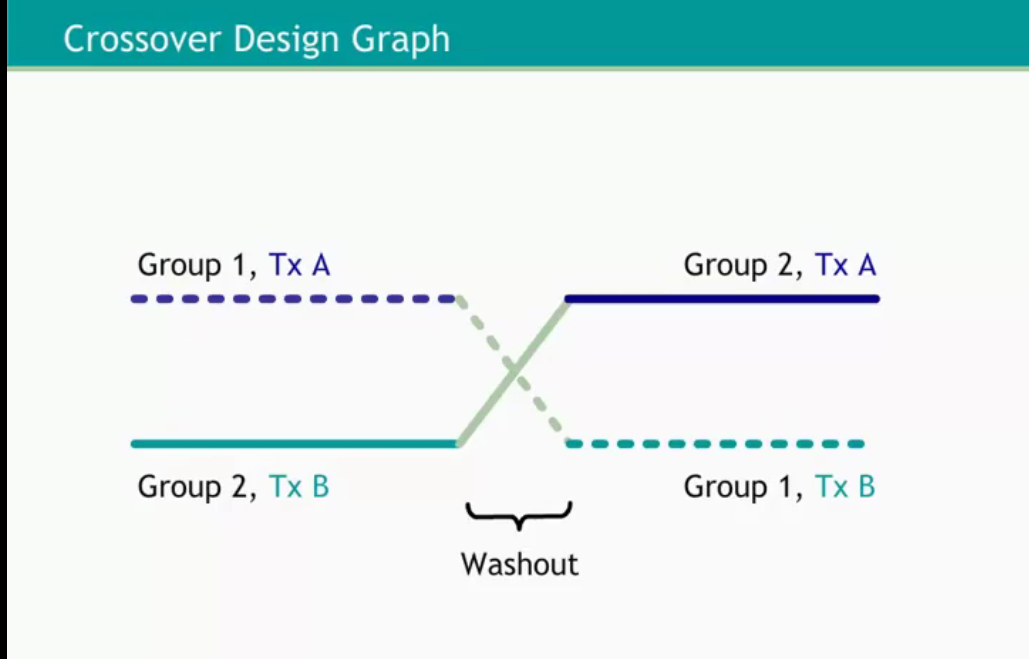 Crossover Design Graph
Group 1, Tx A
Group 2, Tx A
Group 2, Tx B
Group 1, Tx B
Washout